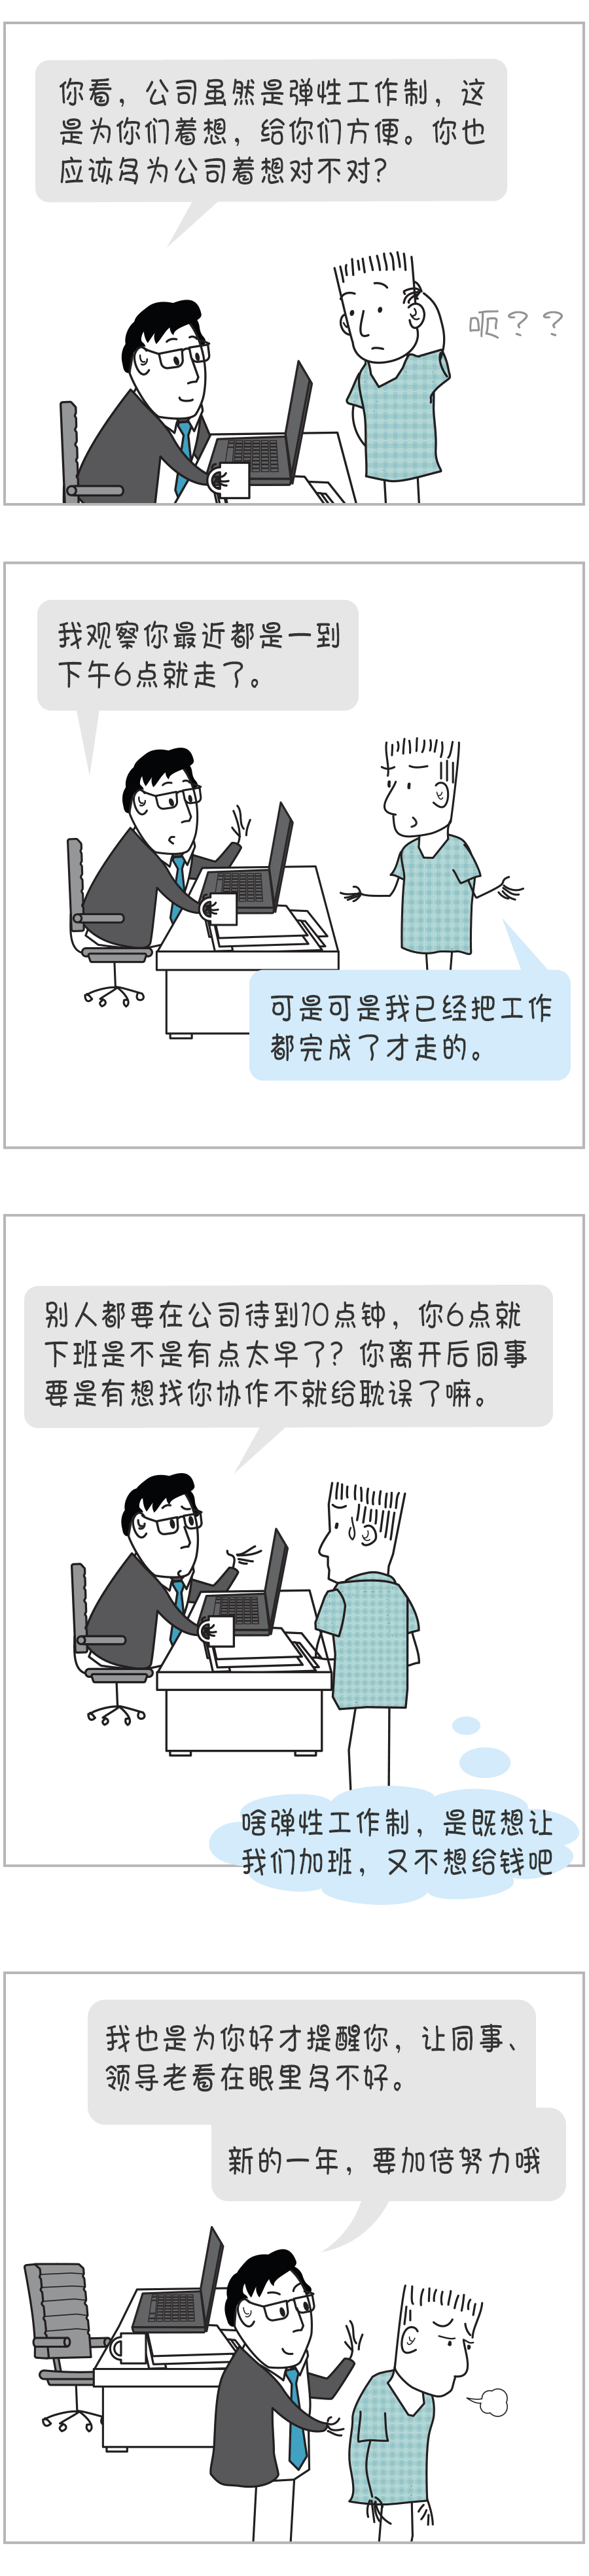 你看，公司虽然是弹性工作制，这
是为你们着想，给你们方便。你也
应该多为公司着想对不对？
呃？？
我观察你最近都是一到
下午6点就走了。
可是可是我已经把工作
都完成了才走的。
别人都要在公司待到10点钟，你6点就
下班是不是有点太早了？你离开后同事
要是有想找你协作不就给耽误了嘛。
啥弹性工作制，是既想让
我们加班，又不想给钱吧
我也是为你好才提醒你，让同事、
领导老看在眼里多不好。
新的一年，要加倍努力哦